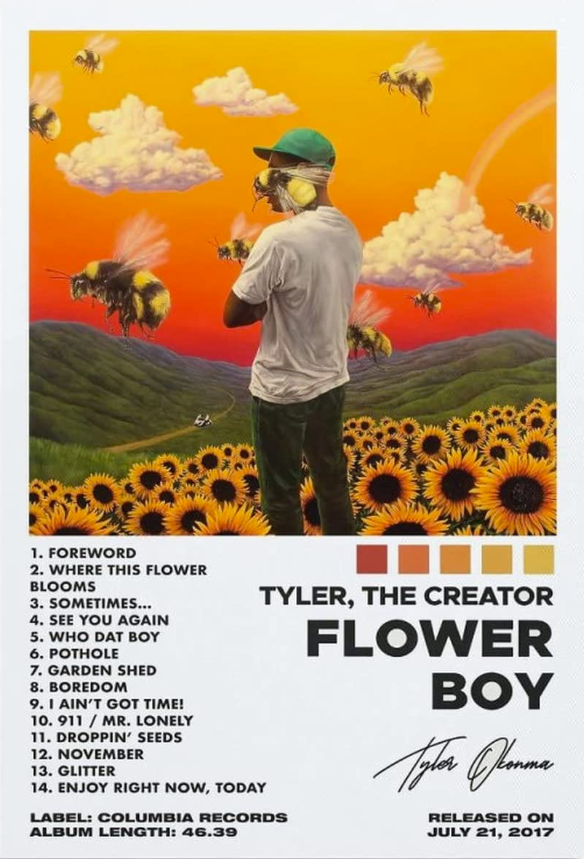 1. FOREWORD
2. WHERE THIS FLOWER
BLOOMS
3. SOMETIMES...
4. SEE YOU AGAIN
5. WHO DAT BOY
6. POTHOLE
7. GARDEN SHED
8. BOREDOM
9. I AIN'T GOT TIME!
10. 911 / MR. LONELY
11. DROPPIN' SEEDS
12. NOVEMBER
13. GLITTER
14. ENJOY RIGHT NOW, TODAY
TYLER, THE CREATOR
FLOWER
BOY
Tyler Okonma
LABEL: COLUMBIA RECORDS
ALBUM LENGTH: 46.39
RELEASED ON
JULY 21, 2017